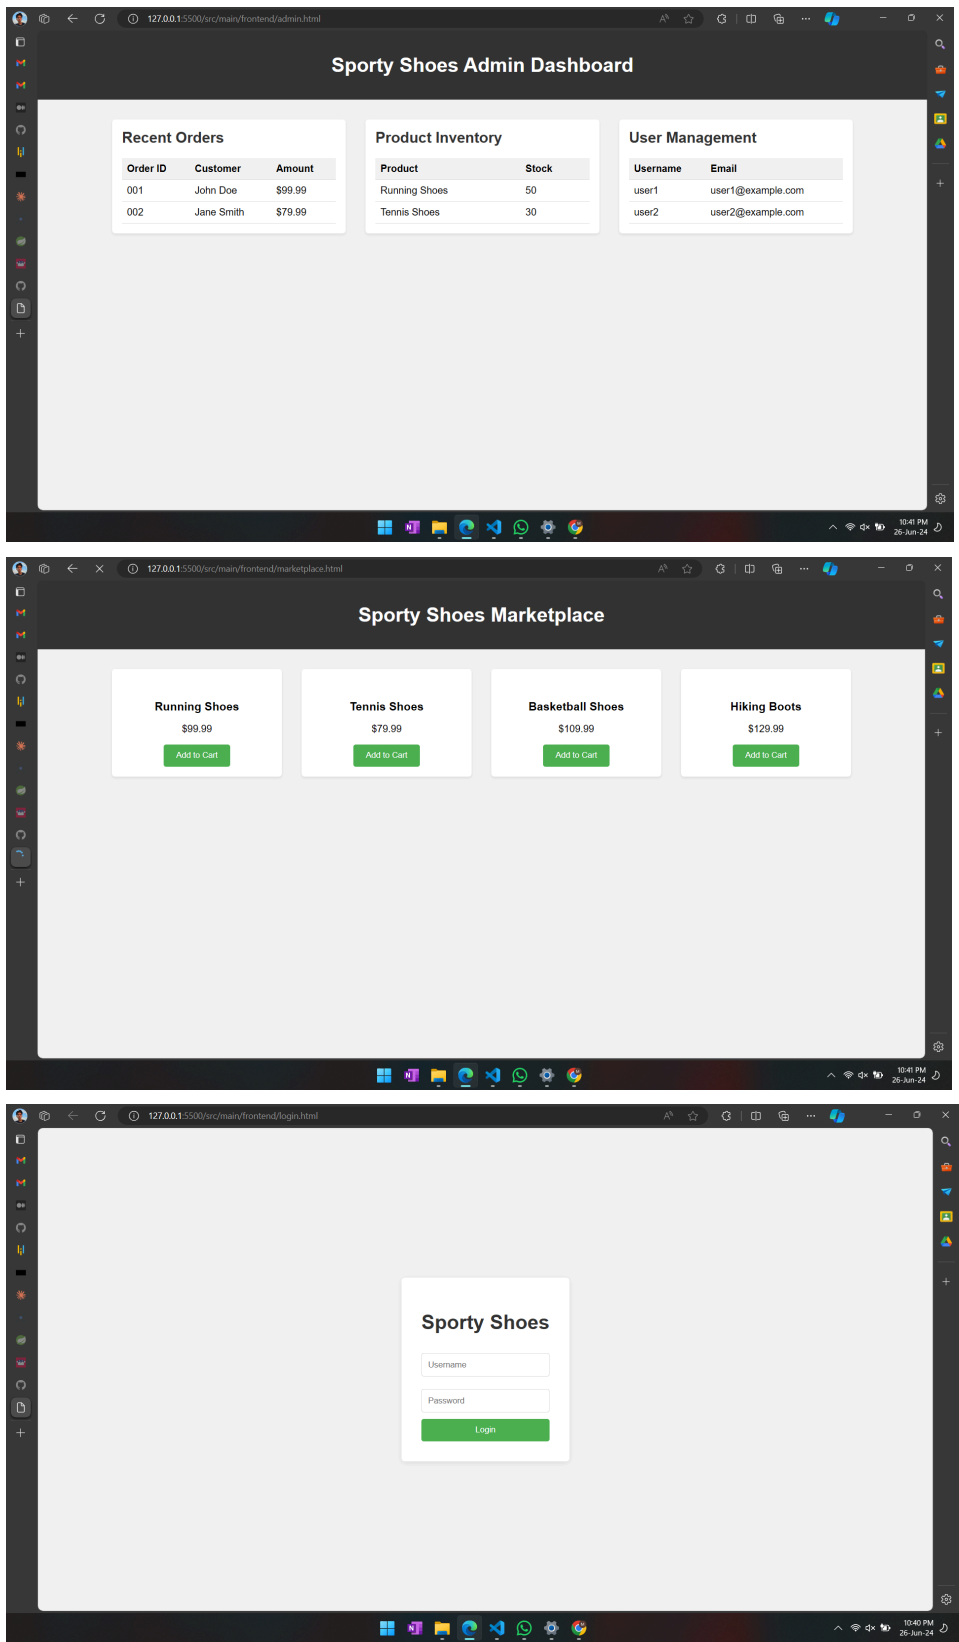 127.0.0.1:5500/src/main/frontend/admin.html
Sporty Shoes Admin Dashboard
Recent Orders
Order ID Customer Amount
001 John Doe $99.99
002 Jane Smith $79.99
Product Inventory
Product Stock
Running Shoes 50
Tennis Shoes 30
User Management
Username Email
user1 user1@example.com
user2 user2@example.com
10:41 PM
26-Jun-24
127.0.0.1:5500/src/main/frontend/marketplace.html
Sporty Shoes Marketplace
Running Shoes
$99.99
Add to Cart
Tennis Shoes
$79.99
Add to Cart
Basketball Shoes
$109.99
Add to Cart
Hiking Boots
$129.99
Add to Cart
10:41 PM
26-Jun-24
127.0.0.1:5500/src/main/frontend/login.html
Sporty Shoes
Username
Password
Login
10:40 PM
26-Jun-24